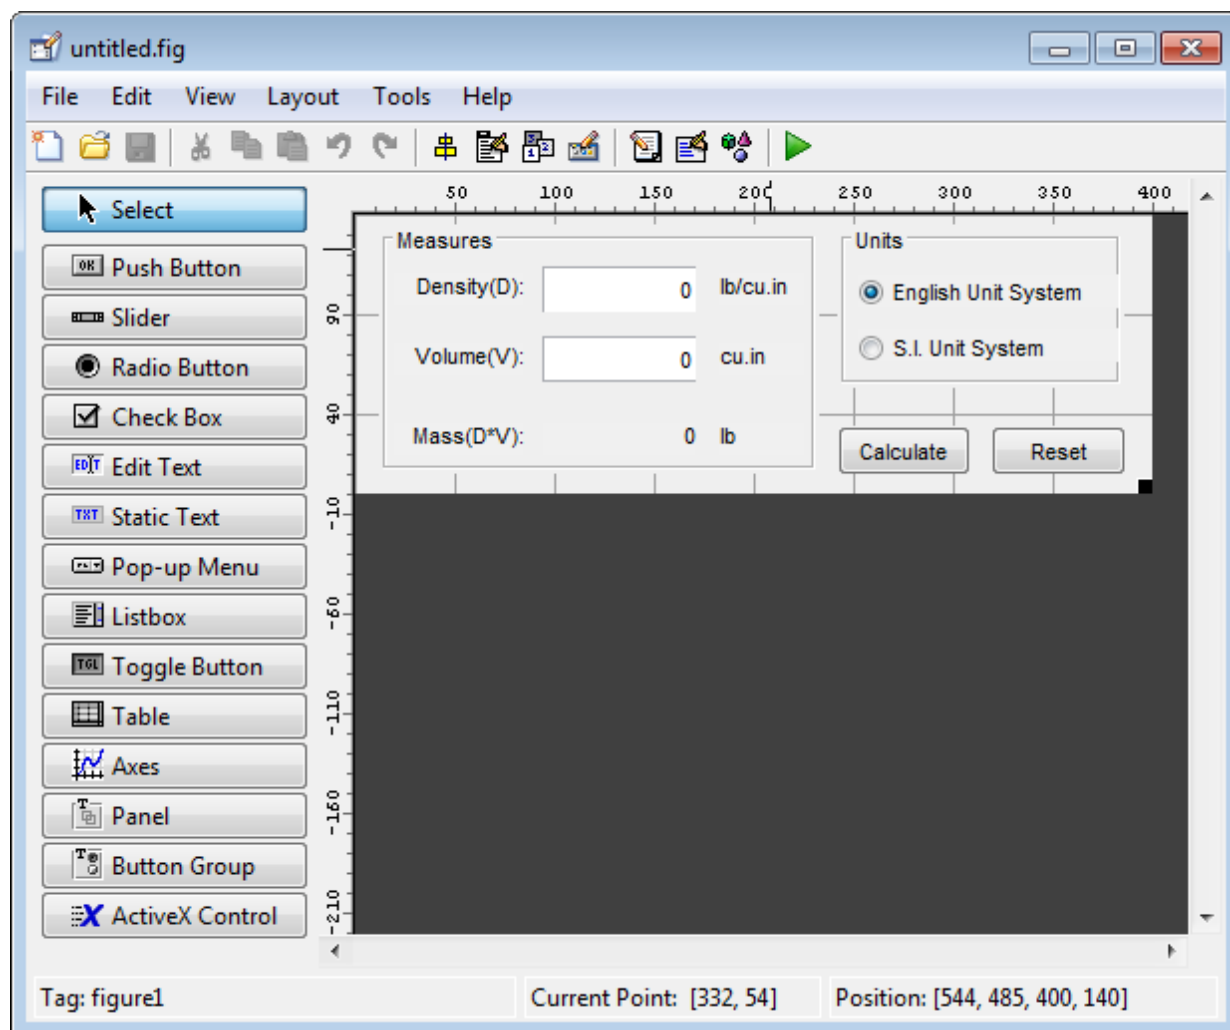 untitled.fig
File Edit View Layout Tools Help
50 100 150 200 250 300 350 400
Select
OK Push Button
Slider
Radio Button
Check Box
EDIT Edit Text
TXT Static Text
Pop-up Menu
Listbox
TGL Toggle Button
Table
Axes
Panel
Button Group
ActiveX Control
90
40
-10
-60
-110
-160
-210
Measures
Density(D): 0 lb/cu.in
Volume(V): 0 cu.in
Mass(D*V): 0 lb
Units
English Unit System
S.I. Unit System
Calculate Reset
Tag: figure1 Current Point: [332, 54] Position: [544, 485, 400, 140]